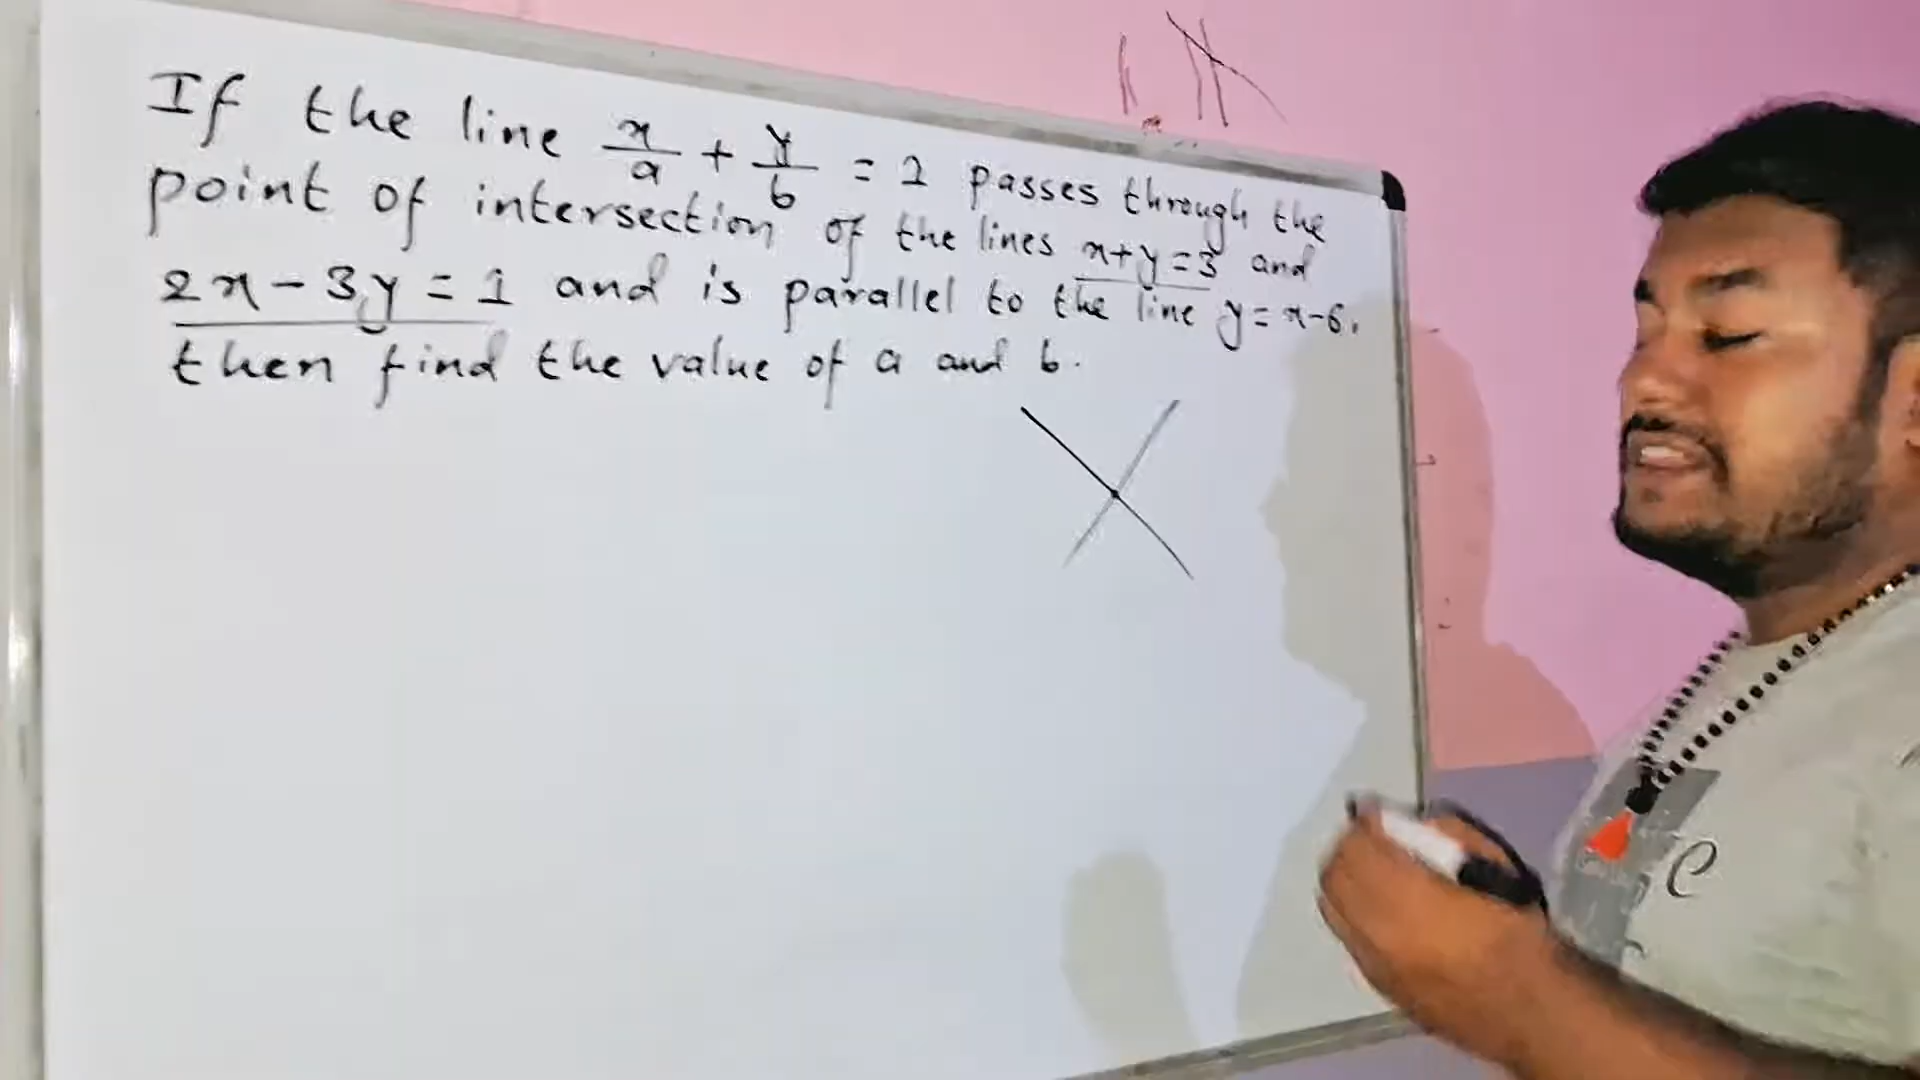 If the line x/a + y/b = 1 passes through the
point of intersection of the lines x+y=3 and
2x-3y=1 and is parallel to the line y=x-6,
then find the value of a and b.